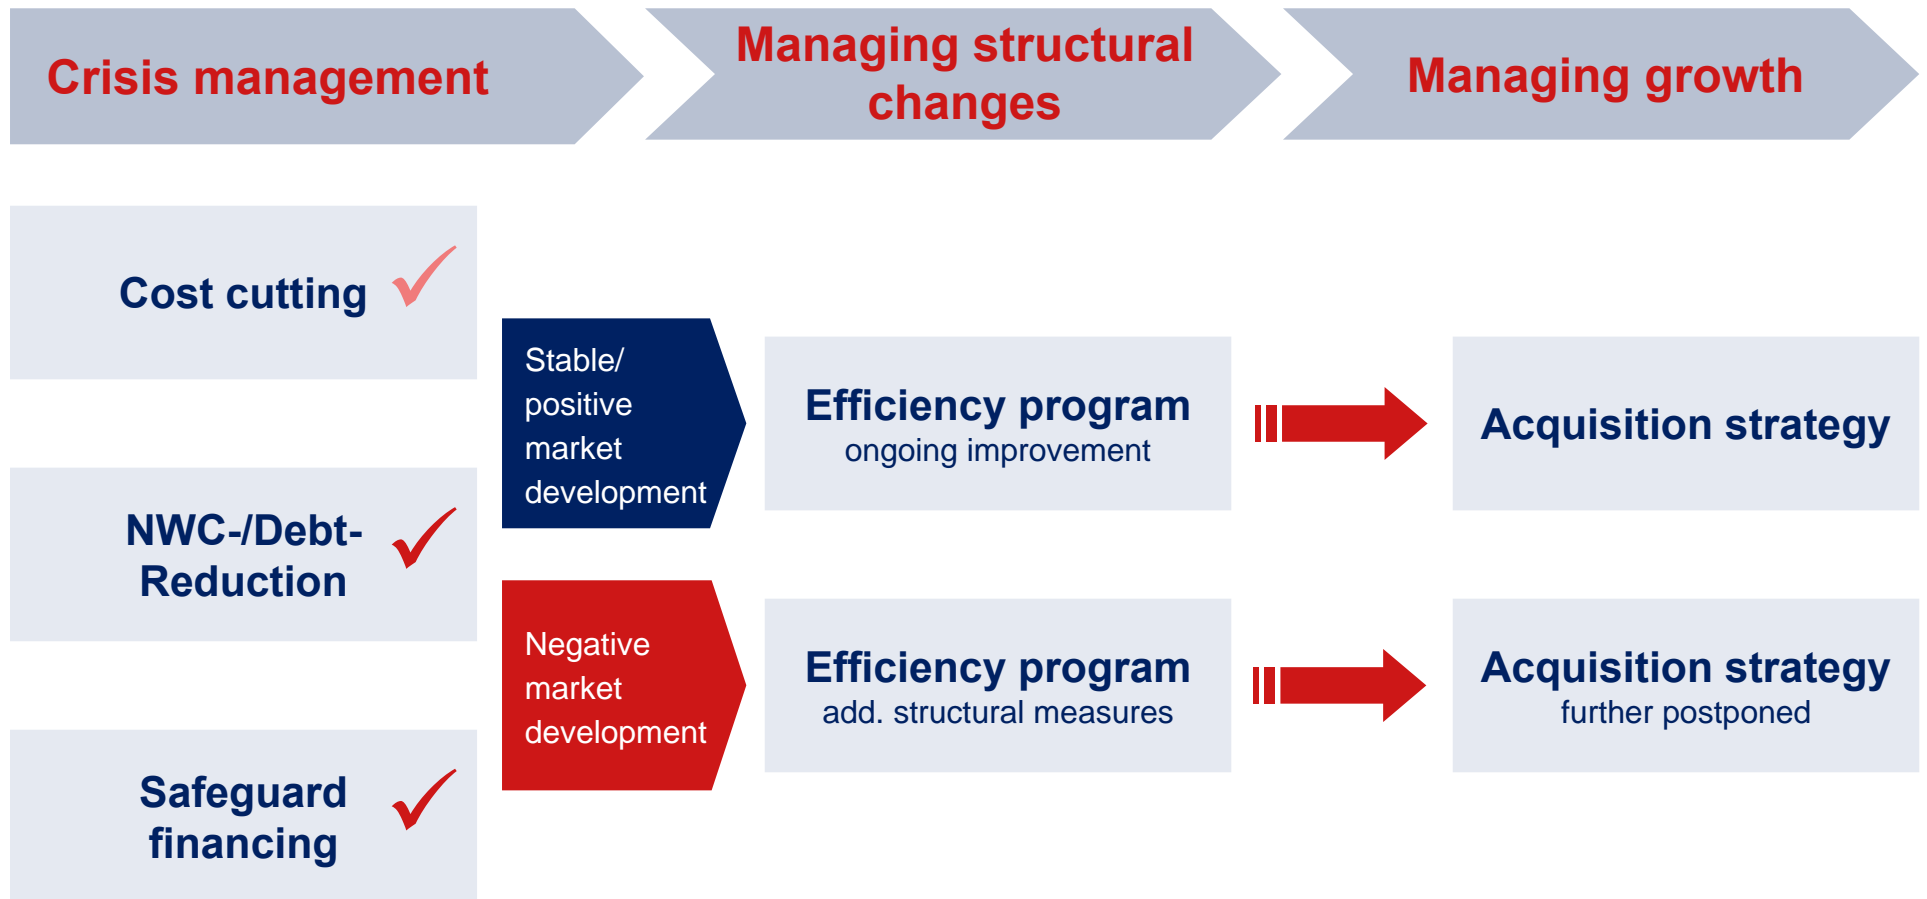 Crisis management
Managing structural
changes
Managing growth
Cost cutting
NWC-/Debt-
Reduction
Safeguard
financing
Stable/
positive
market
development
Efficiency program
ongoing improvement
Acquisition strategy
Negative
market
development
Efficiency program
add. structural measures
Acquisition strategy
further postponed